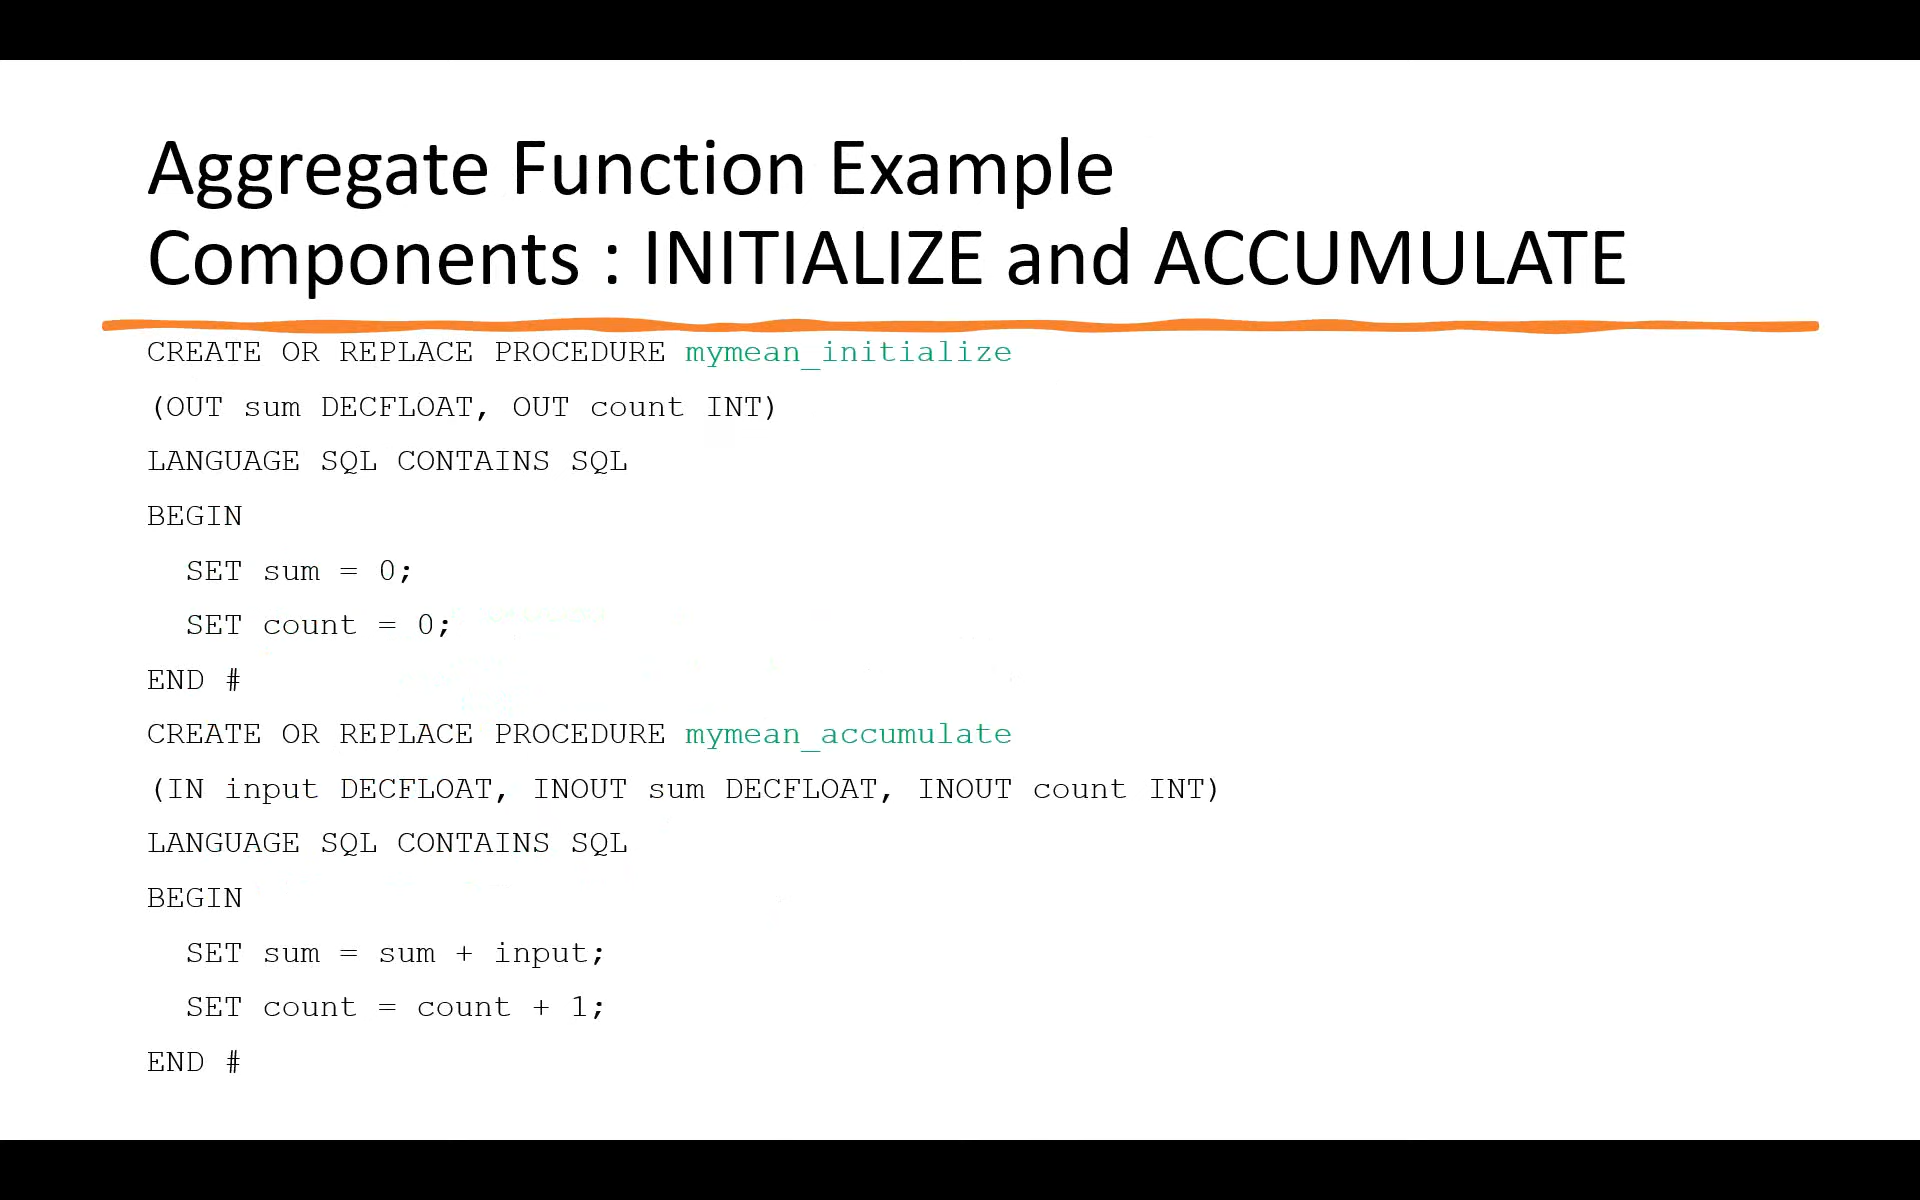 Aggregate Function Example
Components : INITIALIZE and ACCUMULATE
CREATE OR REPLACE PROCEDURE mymean_initialize
(OUT sum DECFLOAT, OUT count INT)
LANGUAGE SQL CONTAINS SQL
BEGIN
  SET sum = 0;
  SET count = 0;
END #
CREATE OR REPLACE PROCEDURE mymean_accumulate
(IN input DECFLOAT, INOUT sum DECFLOAT, INOUT count INT)
LANGUAGE SQL CONTAINS SQL
BEGIN
  SET sum = sum + input;
  SET count = count + 1;
END #